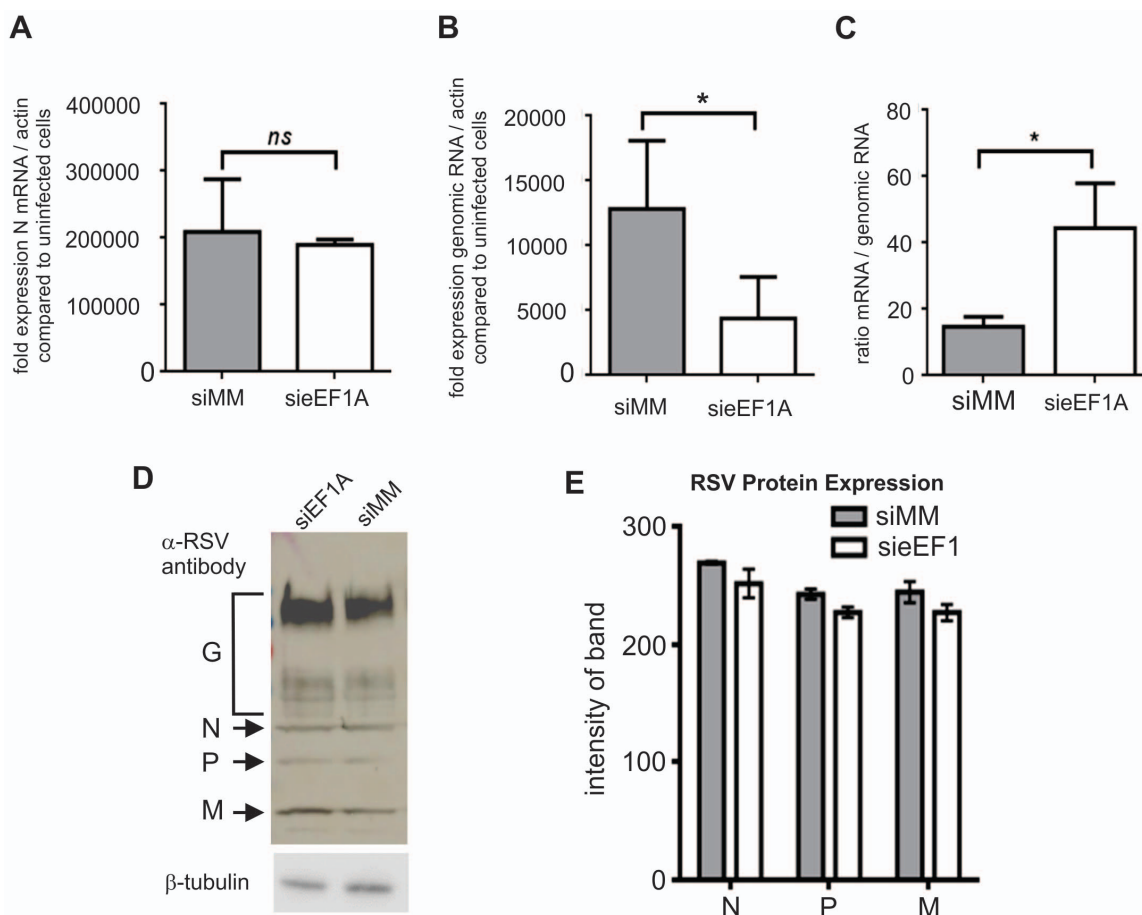 A
fold expression N mRNA / actin
compared to uninfected cells
400000
300000
200000
100000
0
ns
siMM
sieEF1A
B
fold expression genomic RNA / actin
compared to uninfected cells
20000
15000
10000
5000
0
*
siMM
sieEF1A
C
ratio mRNA / genomic RNA
80
60
40
20
0
*
siMM
sieEF1A
D
siEF1A
siMM
α-RSV
antibody
G
N
P
M
β-tubulin
E
RSV Protein Expression
siMM
sieEF1
intensity of band
300
200
100
0
N
P
M